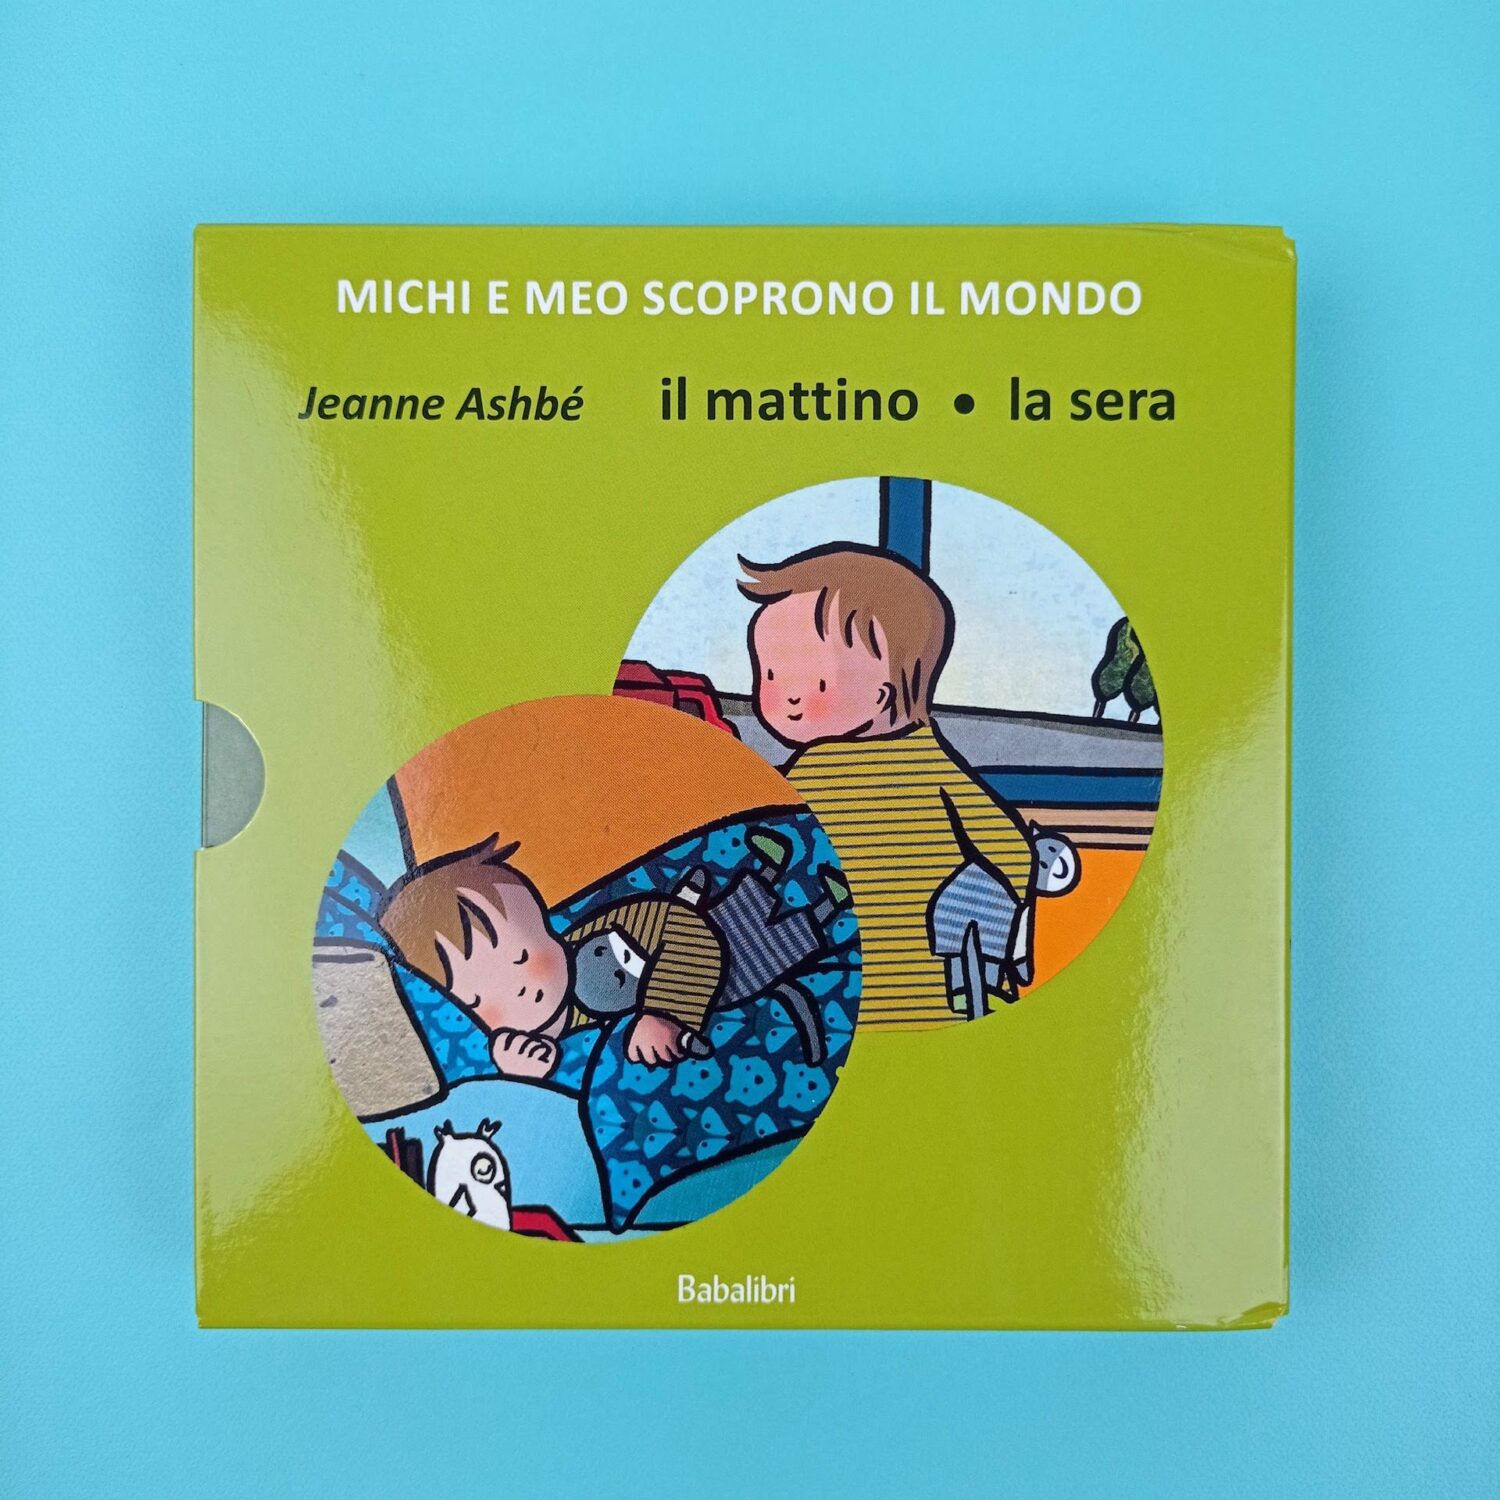 MICHI E MEO SCOPRONO IL MONDO
Jeanne Ashbé il mattino • la sera
Babalibri